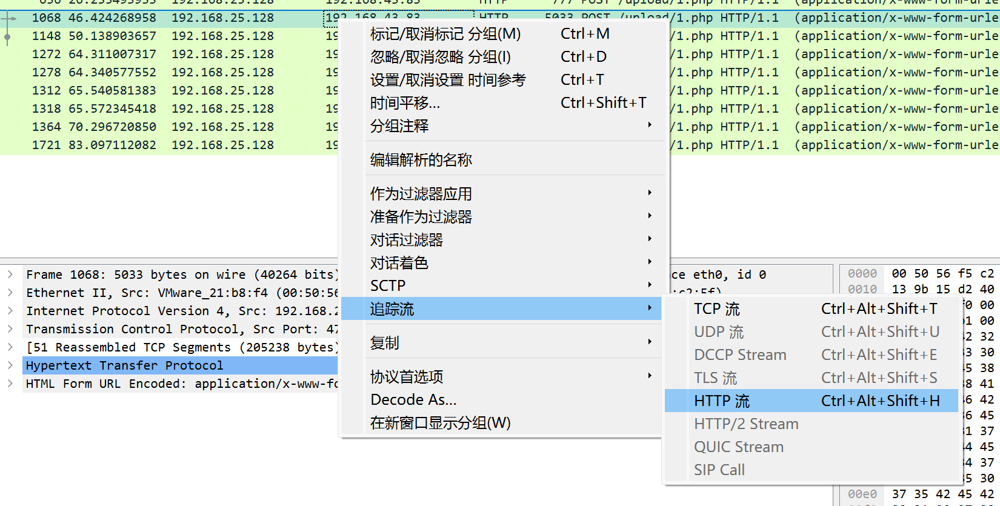 1068 46.424268958 192.168.25.128 192.168.43.83 HTTP 5033 POST /upload/1.php HTTP/1.1 (application/x-www-form-urle
1148 50.138903657 192.168.25.128 19 /1.php HTTP/1.1 (application/x-www-form-urle
1272 64.311007317 192.168.25.128 19 /1.php HTTP/1.1 (application/x-www-form-urle
1278 64.340577552 192.168.25.128 19 /1.php HTTP/1.1 (application/x-www-form-urle
1312 65.540581383 192.168.25.128 19 /1.php HTTP/1.1 (application/x-www-form-urle
1318 65.572345418 192.168.25.128 19 /1.php HTTP/1.1 (application/x-www-form-urle
1364 70.296720850 192.168.25.128 19 /1.php HTTP/1.1 (application/x-www-form-urle
1721 83.097112082 192.168.25.128 19 /1.php HTTP/1.1 (application/x-www-form-urle
标记/取消标记 分组(M) Ctrl+M
忽略/取消忽略 分组(I) Ctrl+D
设置/取消设置 时间参考 Ctrl+T
时间平移... Ctrl+Shift+T
分组注释
编辑解析的名称
作为过滤器应用
准备作为过滤器
对话过滤器
对话着色
SCTP
追踪流
复制
协议首选项
Decode As...
在新窗口显示分组(W)
TCP 流 Ctrl+Alt+Shift+T
UDP 流 Ctrl+Alt+Shift+U
DCCP Stream Ctrl+Alt+Shift+E
TLS 流 Ctrl+Alt+Shift+S
HTTP 流 Ctrl+Alt+Shift+H
HTTP/2 Stream
QUIC Stream
SIP Call
Frame 1068: 5033 bytes on wire (40264 bits) ce eth0, id 0
Ethernet II, Src: VMware_21:b8:f4 (00:50:56 :c2:5f)
Internet Protocol Version 4, Src: 192.168.2
Transmission Control Protocol, Src Port: 47
[51 Reassembled TCP Segments (205238 bytes)
Hypertext Transfer Protocol
HTML Form URL Encoded: application/x-www-fo
0000 00 50 56 f5 c2
0010 13 9b 15 d2 40
f0 00
b1 00
42 32
33 30
45 38
38 41
46 42
36 45
31 37
44 45
34 37
35 30
00e0 37 35 42 45 42